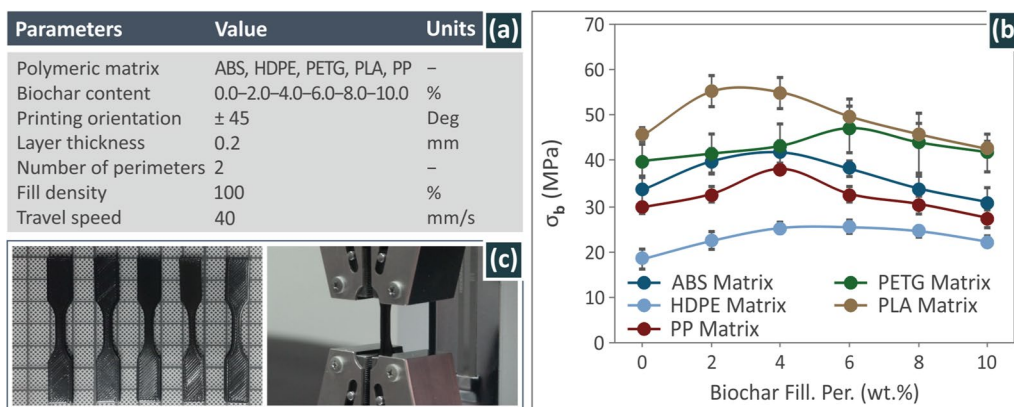 Parameters Value Units (a)
Polymeric matrix ABS, HDPE, PETG, PLA, PP –
Biochar content 0.0–2.0–4.0–6.0–8.0–10.0 %
Printing orientation ± 45 Deg
Layer thickness 0.2 mm
Number of perimeters 2 –
Fill density 100 %
Travel speed 40 mm/s
(c)
(b)
70
60
50
40
30
20
10
0
σb (MPa)
ABS Matrix PETG Matrix
HDPE Matrix PLA Matrix
PP Matrix
0 2 4 6 8 10
Biochar Fill. Per. (wt.%)